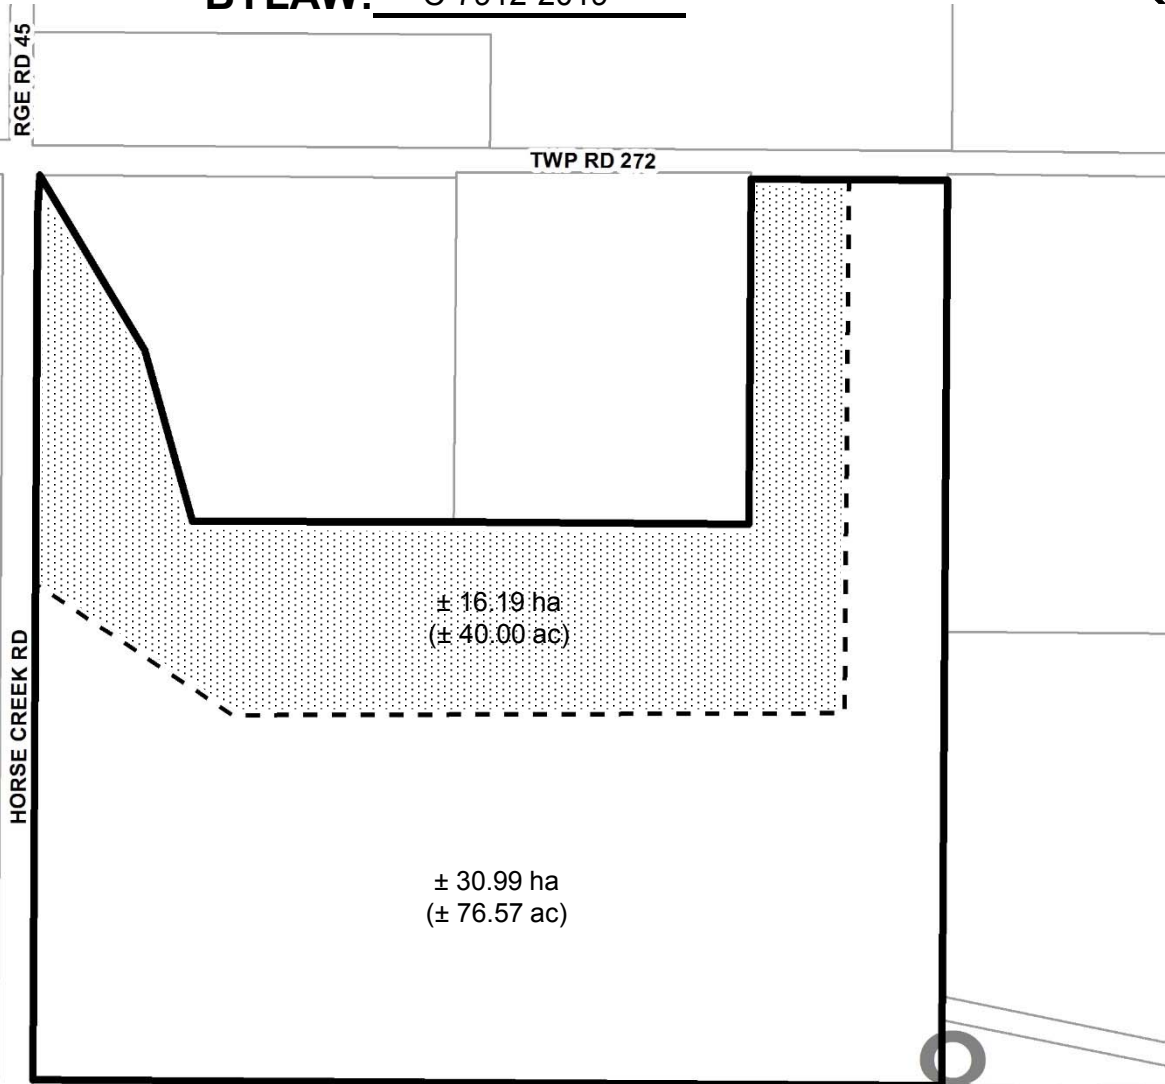 BYLAW:
RGE RD 45
TWP RD 272
± 16.19 ha
(± 40.00 ac)
HORSE CREEK RD
± 30.99 ha
(± 76.57 ac)